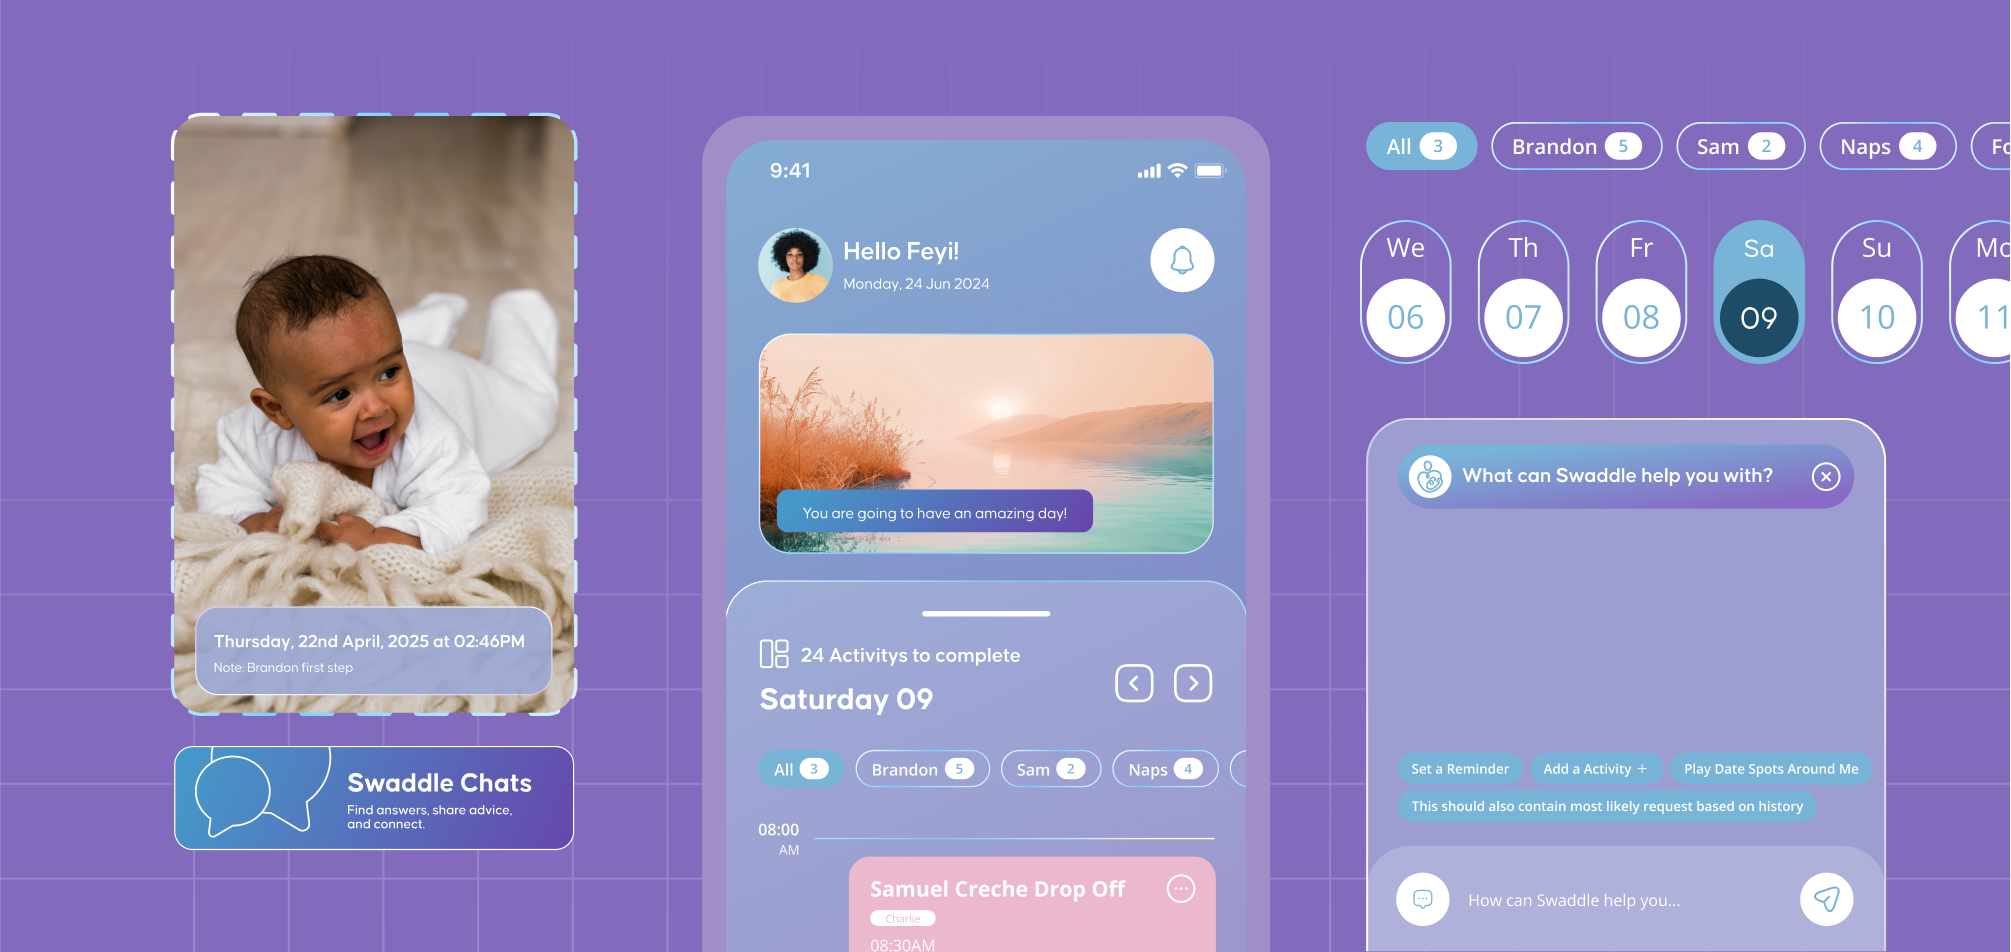 Thursday, 22nd April, 2025 at 02:46PM
Note: Brandon first step
Swaddle Chats
Find answers, share advice,
and connect.
9:41
Hello Feyi!
Monday, 24 Jun 2024
You are going to have an amazing day!
24 Activitys to complete
Saturday 09
All 3 Brandon 5 Sam 2 Naps 4
08:00
AM
Samuel Creche Drop Off
Charlie
08:30AM
All 3 Brandon 5 Sam 2 Naps 4 Fo
We Th Fr Sa Su Mo
06 07 08 09 10 11
What can Swaddle help you with?
Set a Reminder Add a Activity + Play Date Spots Around Me
This should also contain most likely request based on history
How can Swaddle help you...